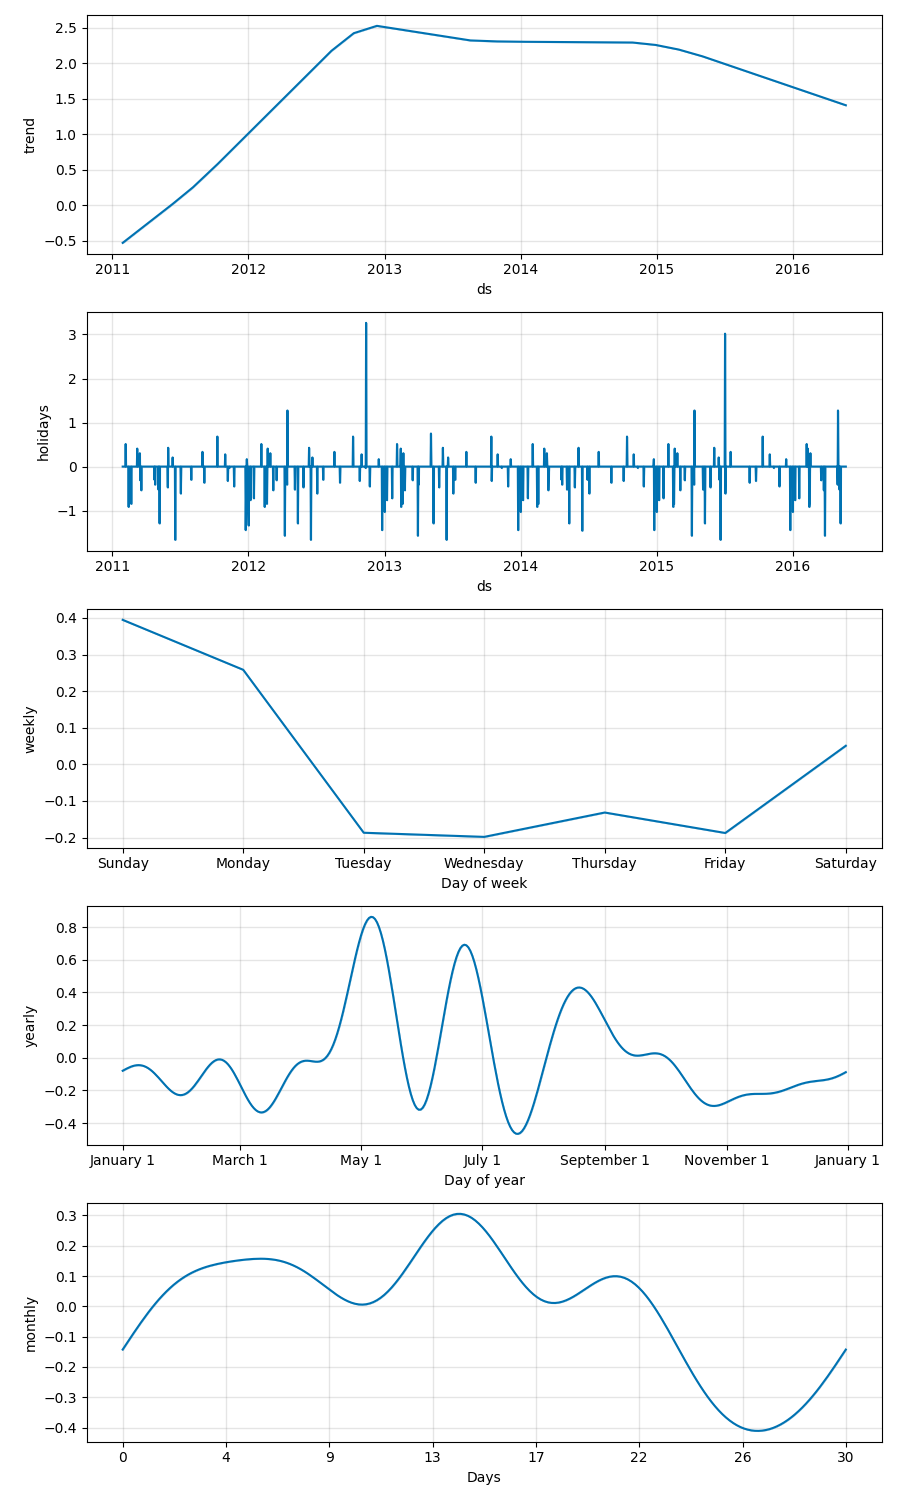 trend
2.5
2.0
1.5
1.0
0.5
0.0
−0.5
2011 2012 2013 2014 2015 2016
ds
holidays
3
2
1
0
−1
2011 2012 2013 2014 2015 2016
ds
weekly
0.4
0.3
0.2
0.1
0.0
−0.1
−0.2
Sunday Monday Tuesday Wednesday Thursday Friday Saturday
Day of week
yearly
0.8
0.6
0.4
0.2
0.0
−0.2
−0.4
January 1 March 1 May 1 July 1 September 1 November 1 January 1
Day of year
monthly
0.3
0.2
0.1
0.0
−0.1
−0.2
−0.3
−0.4
0 4 9 13 17 22 26 30
Days